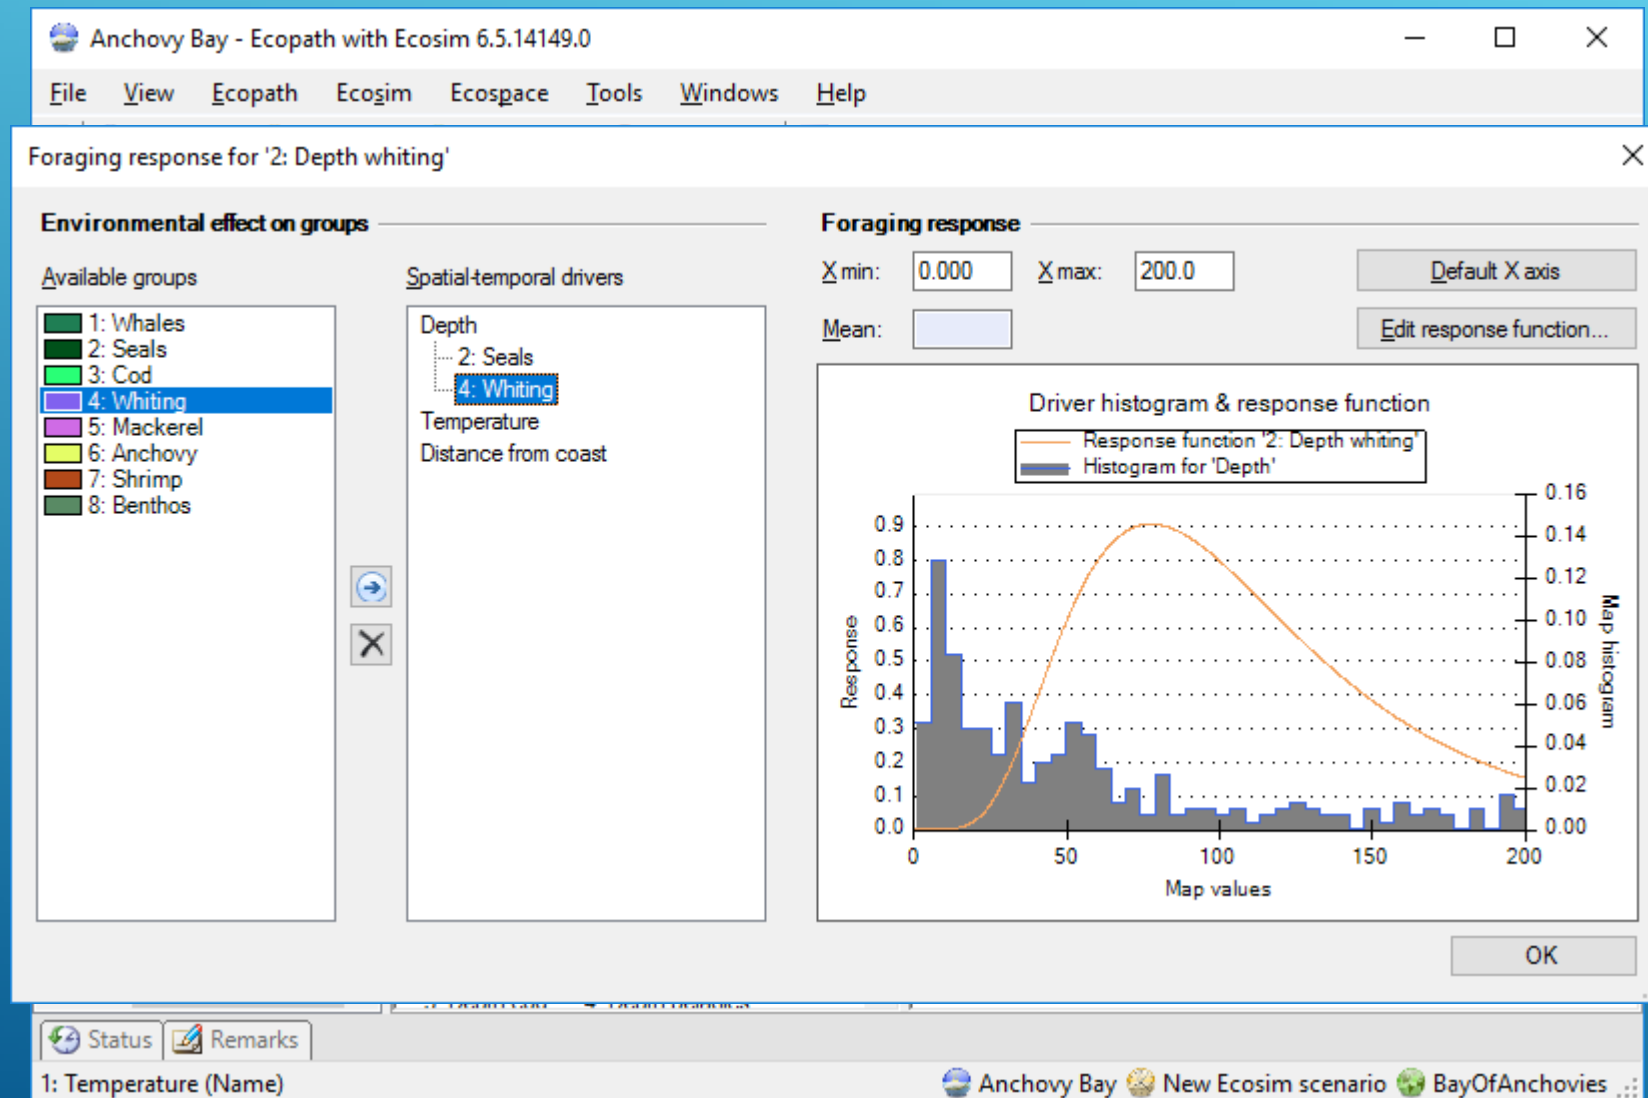 Anchovy Bay - Ecopath with Ecosim 6.5.14149.0
File View Ecopath Ecosim Ecospace Tools Windows Help
Foraging response for '2: Depth whiting'
Environmental effect on groups
Available groups
1: Whales
2: Seals
3: Cod
4: Whiting
5: Mackerel
6: Anchovy
7: Shrimp
8: Benthos
Spatial-temporal drivers
Depth
2: Seals
4: Whiting
Temperature
Distance from coast
Foraging response
X min: 0.000 X max: 200.0 Default X axis
Mean: Edit response function...
Driver histogram & response function
Response function '2: Depth whiting'
Histogram for 'Depth'
Response
0.9
0.8
0.7
0.6
0.5
0.4
0.3
0.2
0.1
0.0
0.16
0.14
0.12
0.10
0.08
0.06
0.04
0.02
0.00
Map histogram
0 50 100 150 200
Map values
OK
Status Remarks
1: Temperature (Name) Anchovy Bay New Ecosim scenario BayOfAnchovies